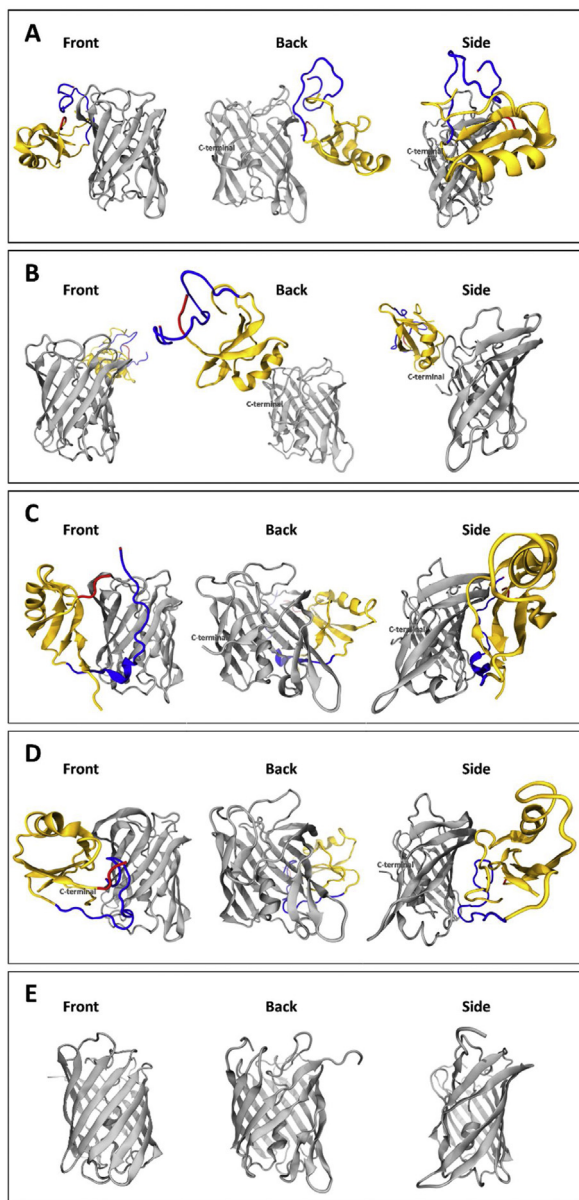 A
Front Back Side
C-terminal C-terminal
B
Front Back Side
C-terminal C-terminal
C
Front Back Side
C-terminal C-terminal
D
Front Back Side
C-terminal C-terminal
E
Front Back Side